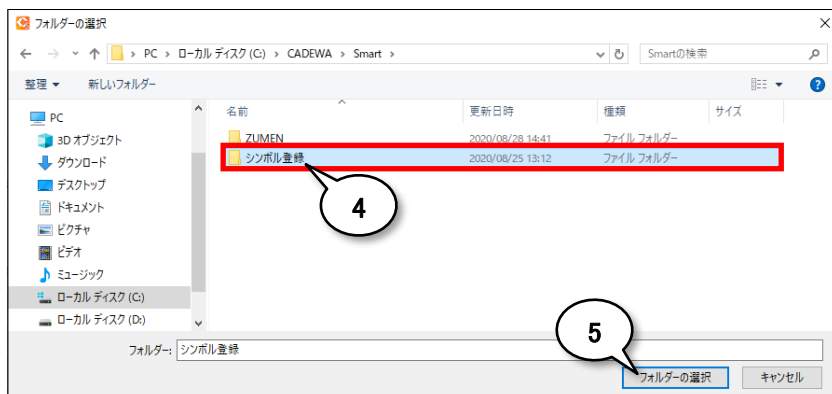 フォルダーの選択
PC > ローカル ディスク (C:) > CADEWA > Smart >
Smartの検索
整理 新しいフォルダー
名前 更新日時 種類 サイズ
PC
3D オブジェクト
ダウンロード
デスクトップ
ドキュメント
ピクチャ
ビデオ
ミュージック
ローカル ディスク (C:)
ローカル ディスク (D:)
ZUMEN 2020/08/28 14:41 ファイル フォルダー
シンボル登録 2020/08/25 13:12 ファイル フォルダー
4
5
フォルダー: シンボル登録
フォルダーの選択 キャンセル